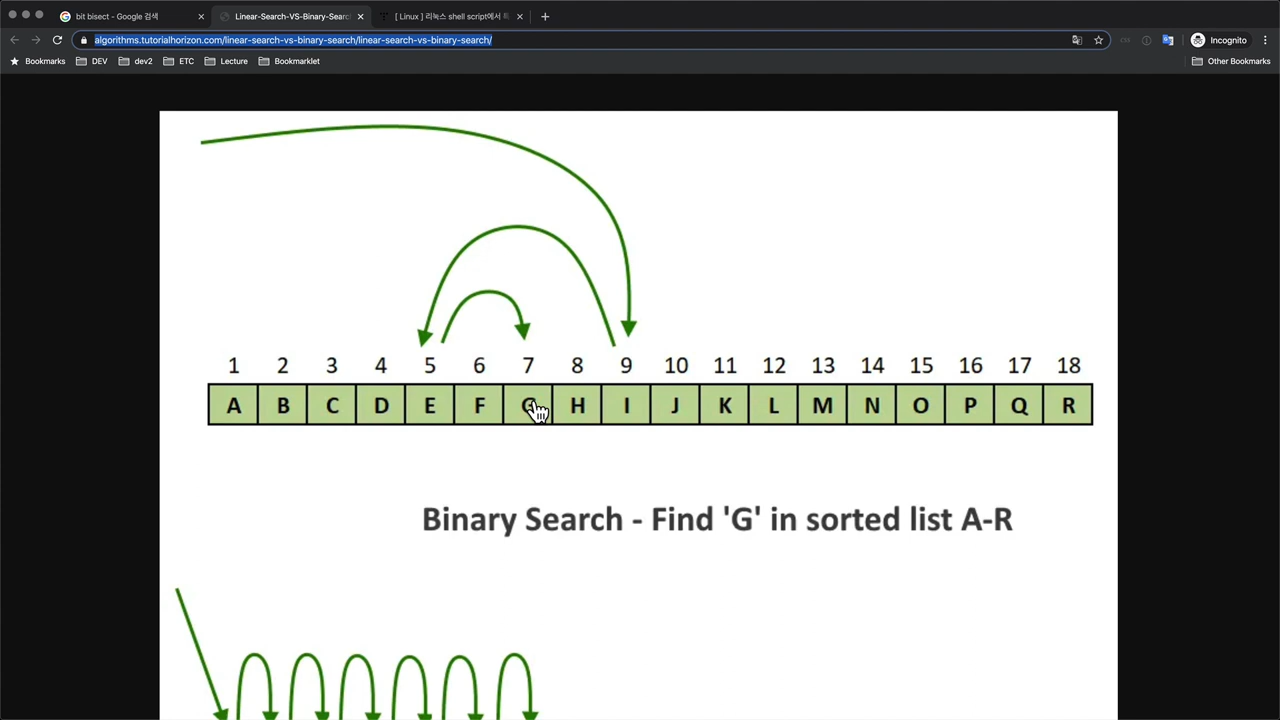 bit bisect - Google 검색
Linear-Search-VS-Binary-Searc
[ Linux ] 리눅스 shell script에서 특
algorithms.tutorialhorizon.com/linear-search-vs-binary-search/linear-search-vs-binary-search/
Incognito
Bookmarks DEV dev2 ETC Lecture Bookmarklet Other Bookmarks
1 2 3 4 5 6 7 8 9 10 11 12 13 14 15 16 17 18
A B C D E F G H I J K L M N O P Q R
Binary Search - Find 'G' in sorted list A-R